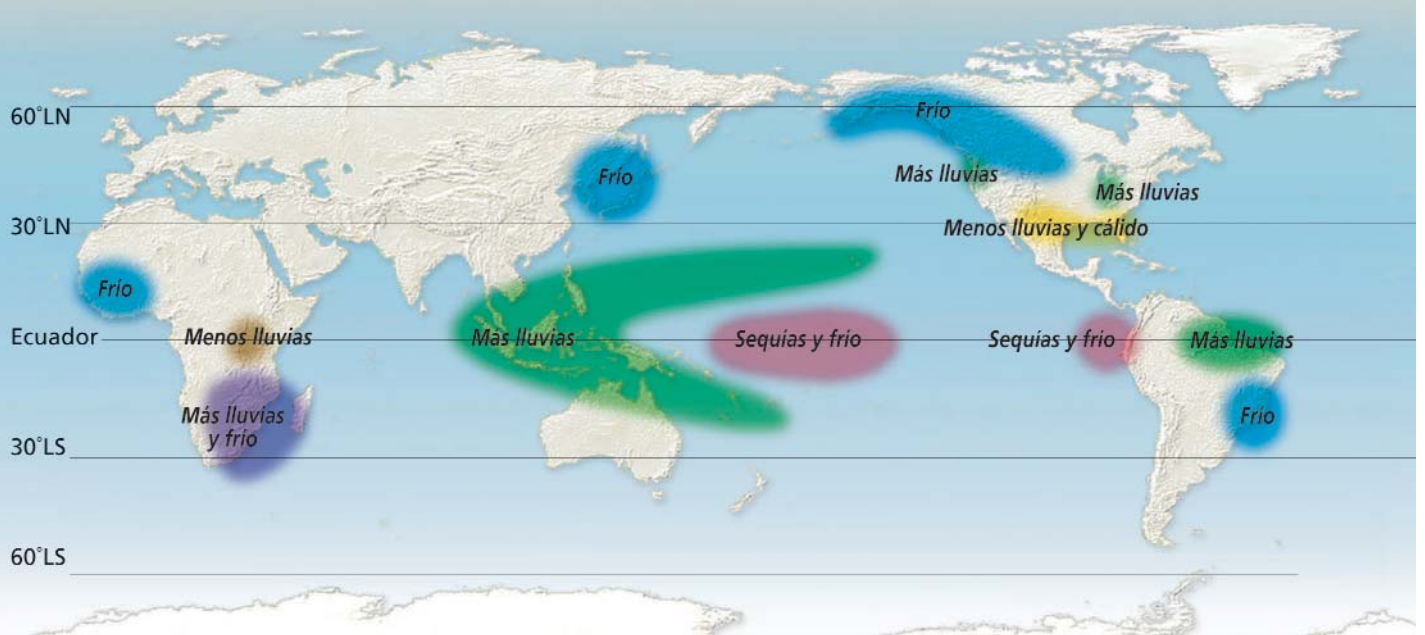 60°LN
Frío
Más lluvias
Frío
Más lluvias
30°LN
Menos lluvias y cálido
Frío
Ecuador
Menos lluvias
Más lluvias
Sequías y frío
Sequías y frio
Más lluvias
Más lluvias
y frío
Frío
30°LS
60°LS